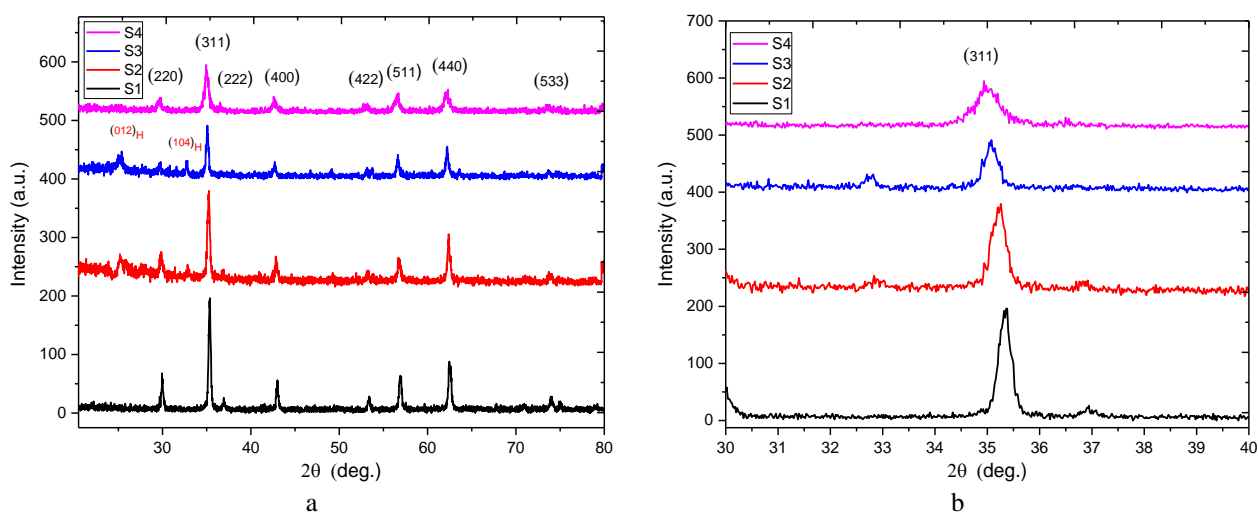 S4
S3
S2
S1
(220)
(311)
(222)
(400)
(422)
(511)
(440)
(533)
(012)H
(104)H
600
500
400
300
200
100
0
Intensity (a.u.)
30 40 50 60 70 80
2θ (deg.)
a
S4
S3
S2
S1
(311)
700
600
500
400
300
200
100
0
Intensity (a.u.)
30 31 32 33 34 35 36 37 38 39 40
2θ (deg.)
b